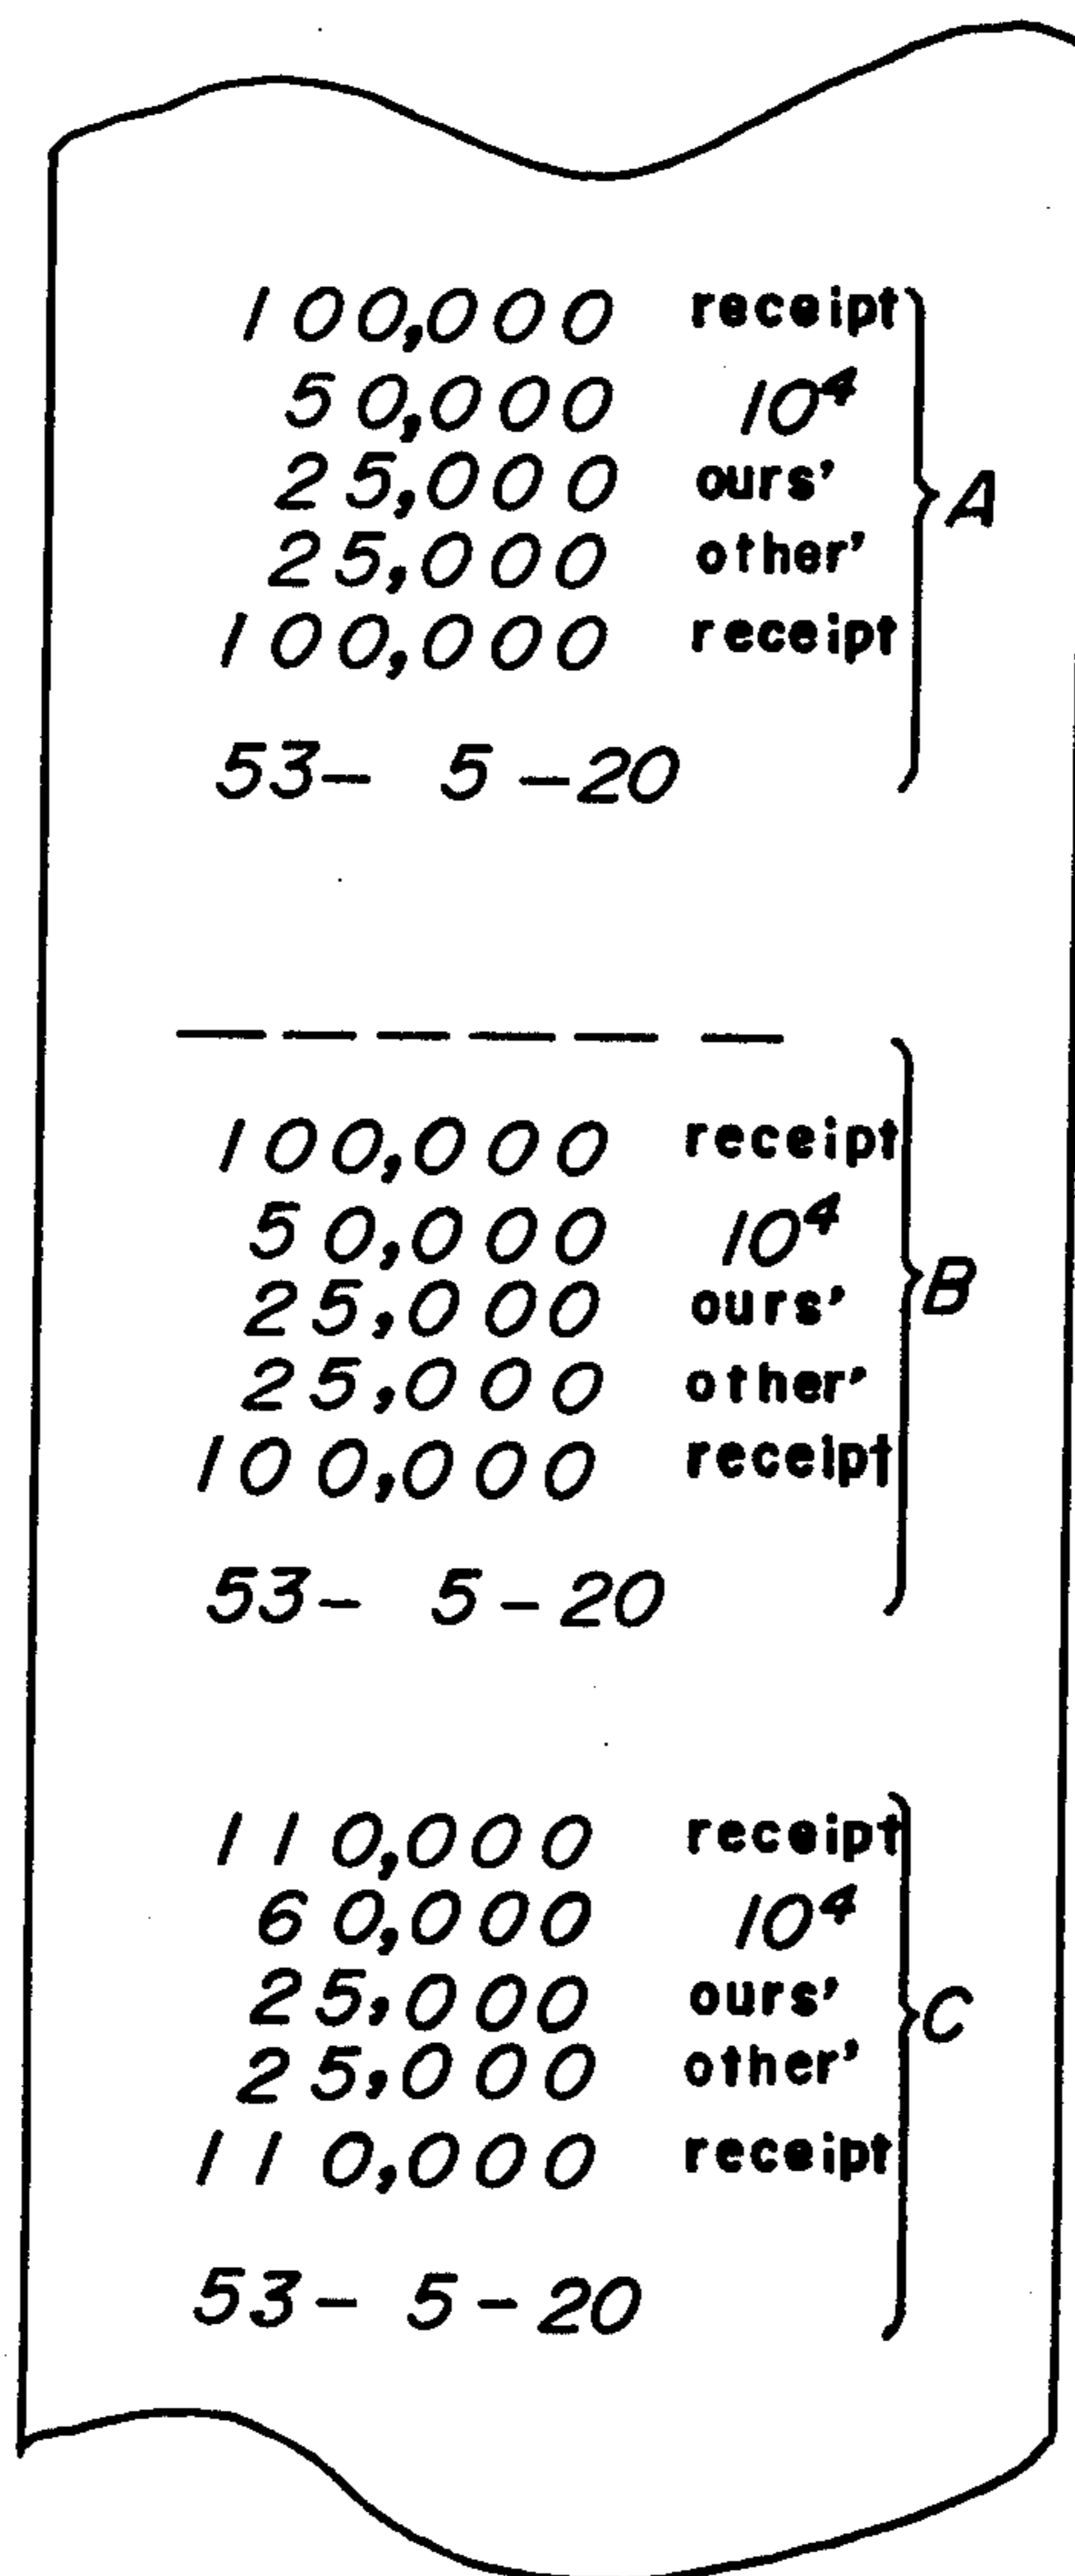 100,000 receipt
50,000 10⁴
25,000 ours'
25,000 other'
100,000 receipt
A
53- 5-20
— — — — — —
100,000 receipt
50,000 10⁴
25,000 ours'
25,000 other'
100,000 receipt
B
53- 5-20
110,000 receipt
60,000 10⁴
25,000 ours'
25,000 other'
110,000 receipt
C
53- 5-20